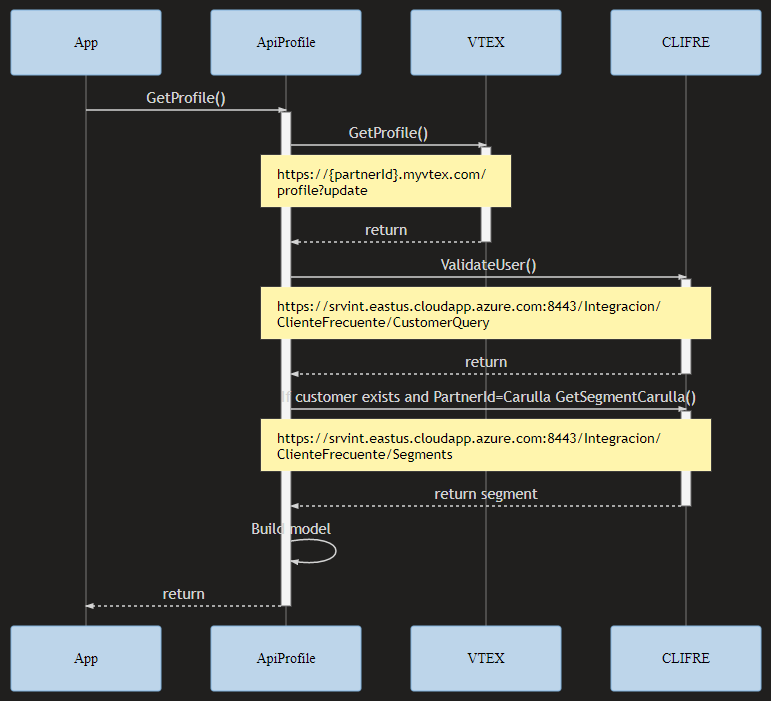 App
ApiProfile
VTEX
CLIFRE
GetProfile()
GetProfile()
https://{partnerId}.myvtex.com/
profile?update
return
ValidateUser()
https://srvint.eastus.cloudapp.azure.com:8443/Integracion/
ClienteFrecuente/CustomerQuery
return
If customer exists and PartnerId=Carulla GetSegmentCarulla()
https://srvint.eastus.cloudapp.azure.com:8443/Integracion/
ClienteFrecuente/Segments
return segment
Build model
return
App
ApiProfile
VTEX
CLIFRE